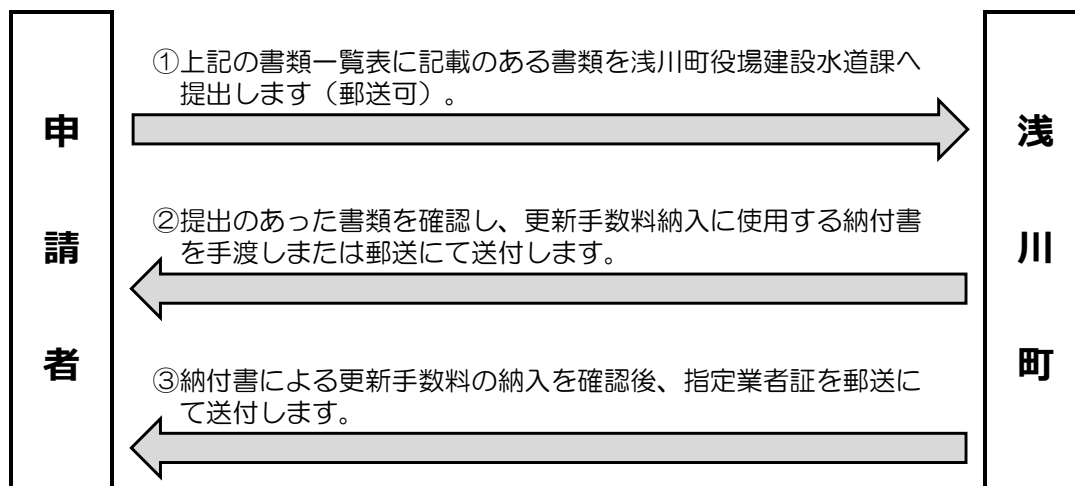 申請者
①上記の書類一覧表に記載のある書類を浅川町役場建設水道課へ
提出します（郵送可）。
②提出のあった書類を確認し、更新手数料納入に使用する納付書
を手渡しまたは郵送にて送付します。
③納付書による更新手数料の納入を確認後、指定業者証を郵送に
て送付します。
浅川町